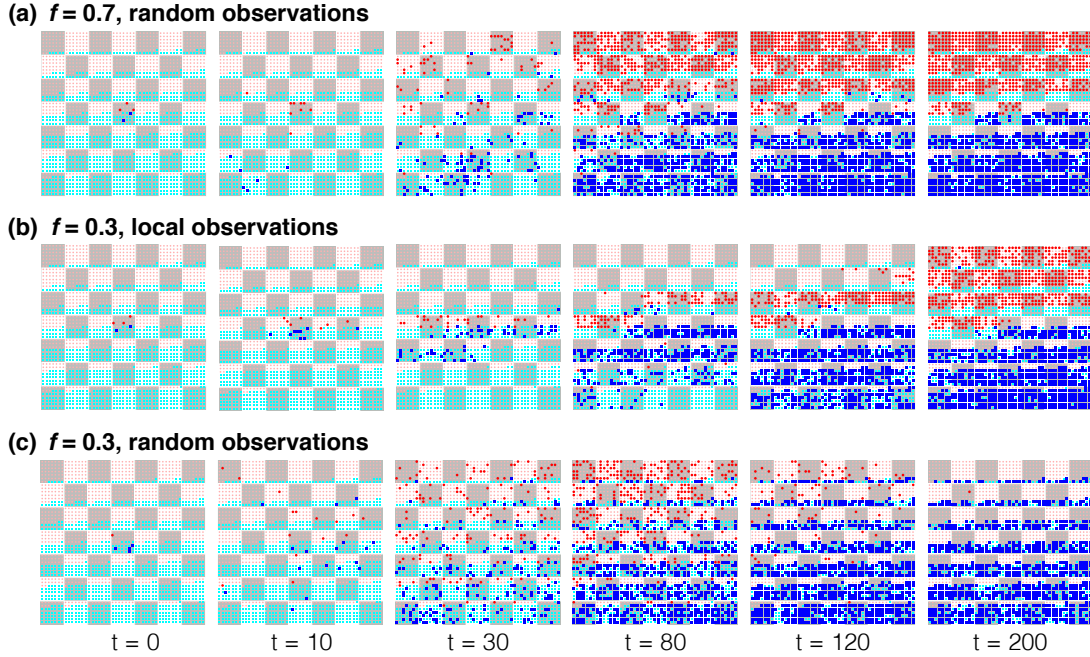 (a) f = 0.7, random observations
(b) f = 0.3, local observations
(c) f = 0.3, random observations
t = 0 t = 10 t = 30 t = 80 t = 120 t = 200